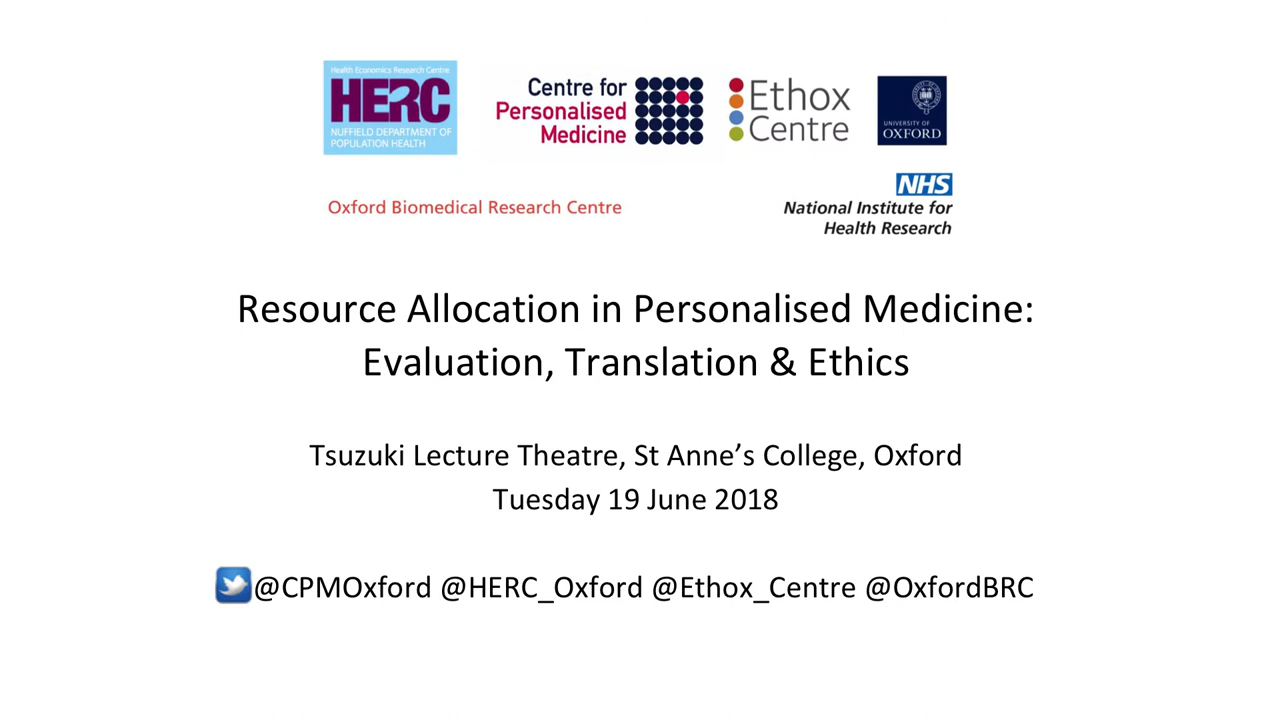 Health Economics Research Centre
HERC
NUFFIELD DEPARTMENT OF
POPULATION HEALTH
Centre for
Personalised
Medicine
Ethox
Centre
UNIVERSITY OF
OXFORD
Oxford Biomedical Research Centre
NHS
National Institute for
Health Research
Resource Allocation in Personalised Medicine:
Evaluation, Translation & Ethics
Tsuzuki Lecture Theatre, St Anne’s College, Oxford
Tuesday 19 June 2018
@CPMOxford @HERC_Oxford @Ethox_Centre @OxfordBRC